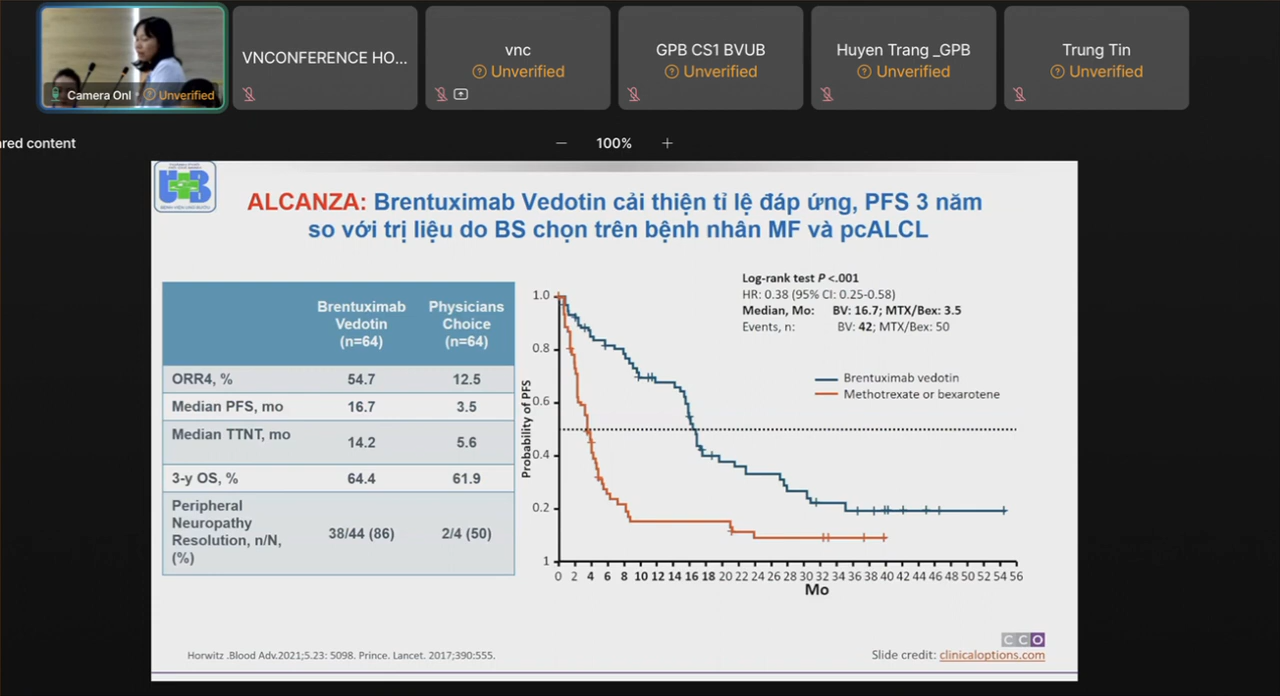 Camera Onl
Unverified
VNCONFERENCE HO...
vnc
Unverified
GPB CS1 BVUB
Unverified
Huyen Trang _GPB
Unverified
Trung Tin
Unverified
red content
100%
UB
ALCANZA: Brentuximab Vedotin cải thiện tỉ lệ đáp ứng, PFS 3 năm
so với trị liệu do BS chọn trên bệnh nhân MF và pcALCL
Brentuximab Vedotin (n=64)
Physicians Choice (n=64)
ORR4, % 54.7 12.5
Median PFS, mo 16.7 3.5
Median TTNT, mo 14.2 5.6
3-y OS, % 64.4 61.9
Peripheral
Neuropathy
Resolution, n/N,
(%)
38/44 (86) 2/4 (50)
Log-rank test P <.001
HR: 0.38 (95% CI: 0.25-0.58)
Median, Mo: BV: 16.7; MTX/Bex: 3.5
Events, n: BV: 42; MTX/Bex: 50
Brentuximab vedotin
Methotrexate or bexarotene
Probability of PFS
1.0
0.8
0.6
0.4
0.2
1
0 2 4 6 8 10 12 14 16 18 20 22 24 26 28 30 32 34 36 38 40 42 44 46 48 50 52 54 56
Mo
CCO
Horwitz .Blood Adv.2021;5.23: 5098. Prince. Lancet. 2017;390:555.
Slide credit: clinicaloptions.com